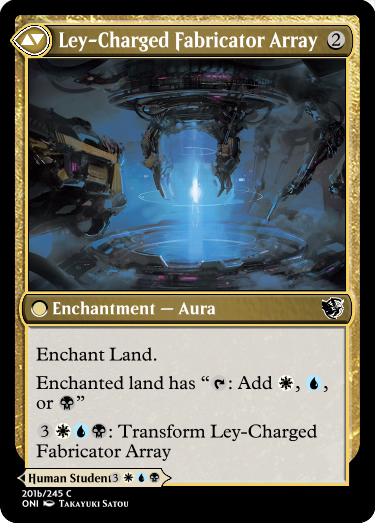 Ley-Charged Fabricator Array 2
Enchantment — Aura
Enchant Land.
Enchanted land has “: Add , ,
or ”
3 : Transform Ley-Charged
Fabricator Array
Human Student 3
201b/245 C
ONI Takayuki Satou